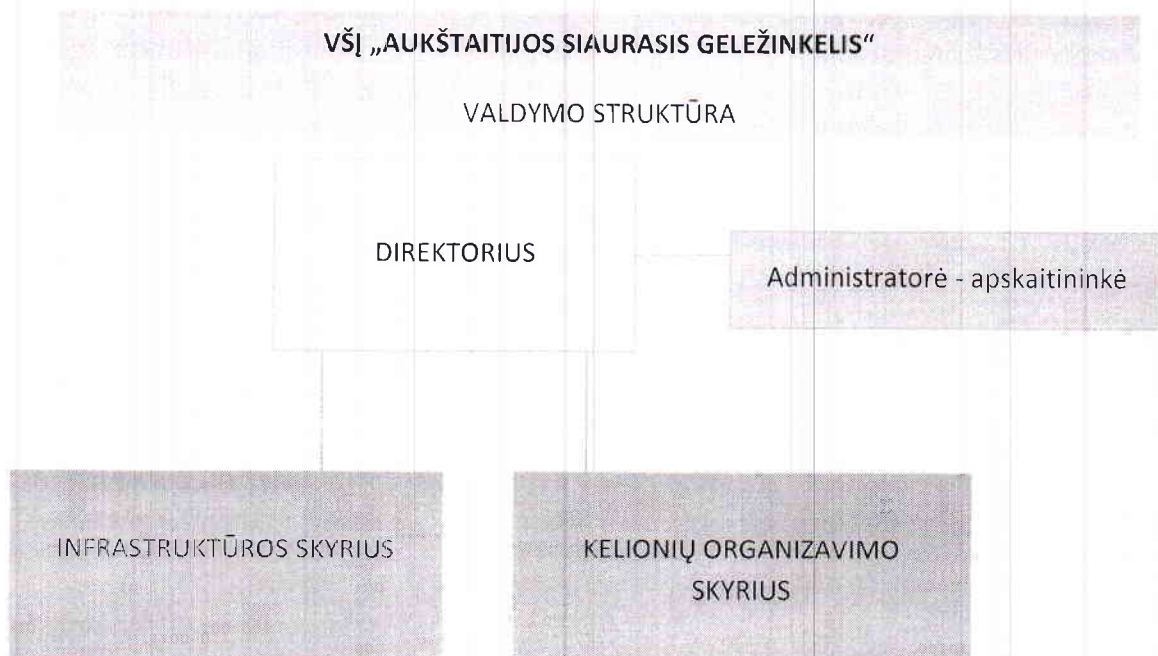 VŠĮ „AUKŠTAITIJOS SIAURASIS GELEŽINKELIS“
VALDYMO STRUKTŪRA
DIREKTORIUS
Administratorė - apskaitininkė
INFRASTRUKTŪROS SKYRIUS
KELIONIŲ ORGANIZAVIMO
SKYRIUS